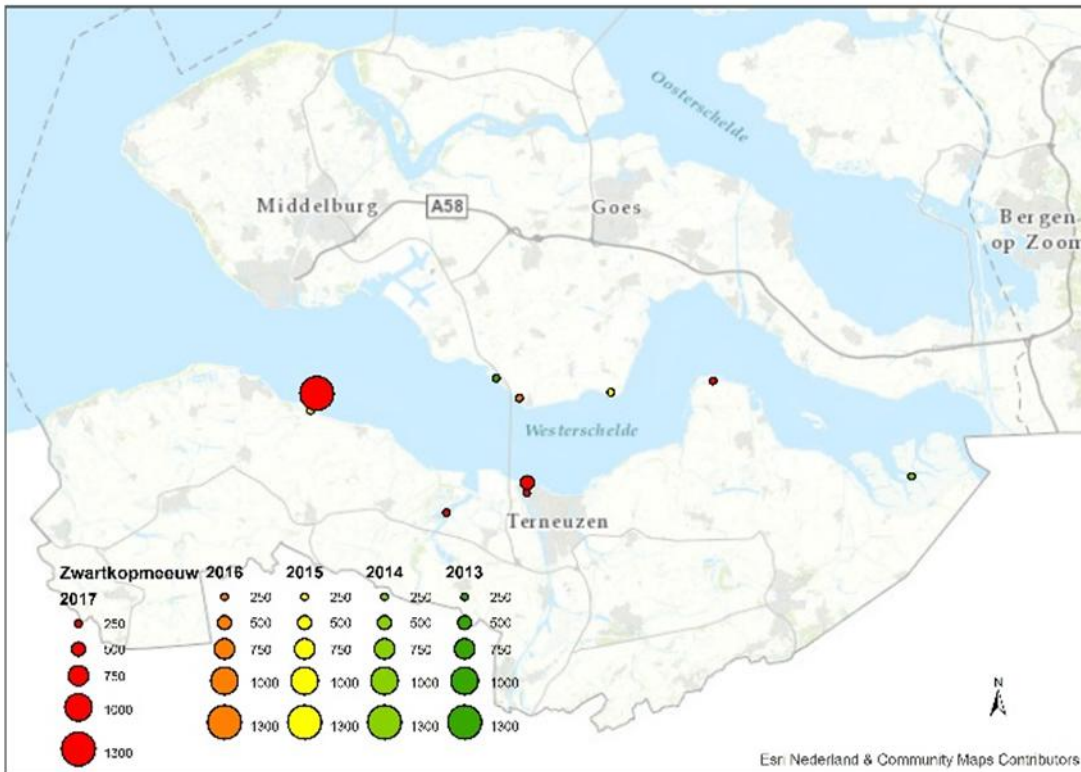 Oosterschelde
Middelburg
A58
Goes
Bergen
op Zoom
Westerschelde
Terneuzen
Zwartkopmeeuw
2017
250
500
750
1000
1300
2016
250
500
750
1000
1300
2015
250
500
750
1000
1300
2014
250
500
750
1000
1300
2013
250
500
750
1000
1300
N
Esri Nederland & Community Maps Contributors